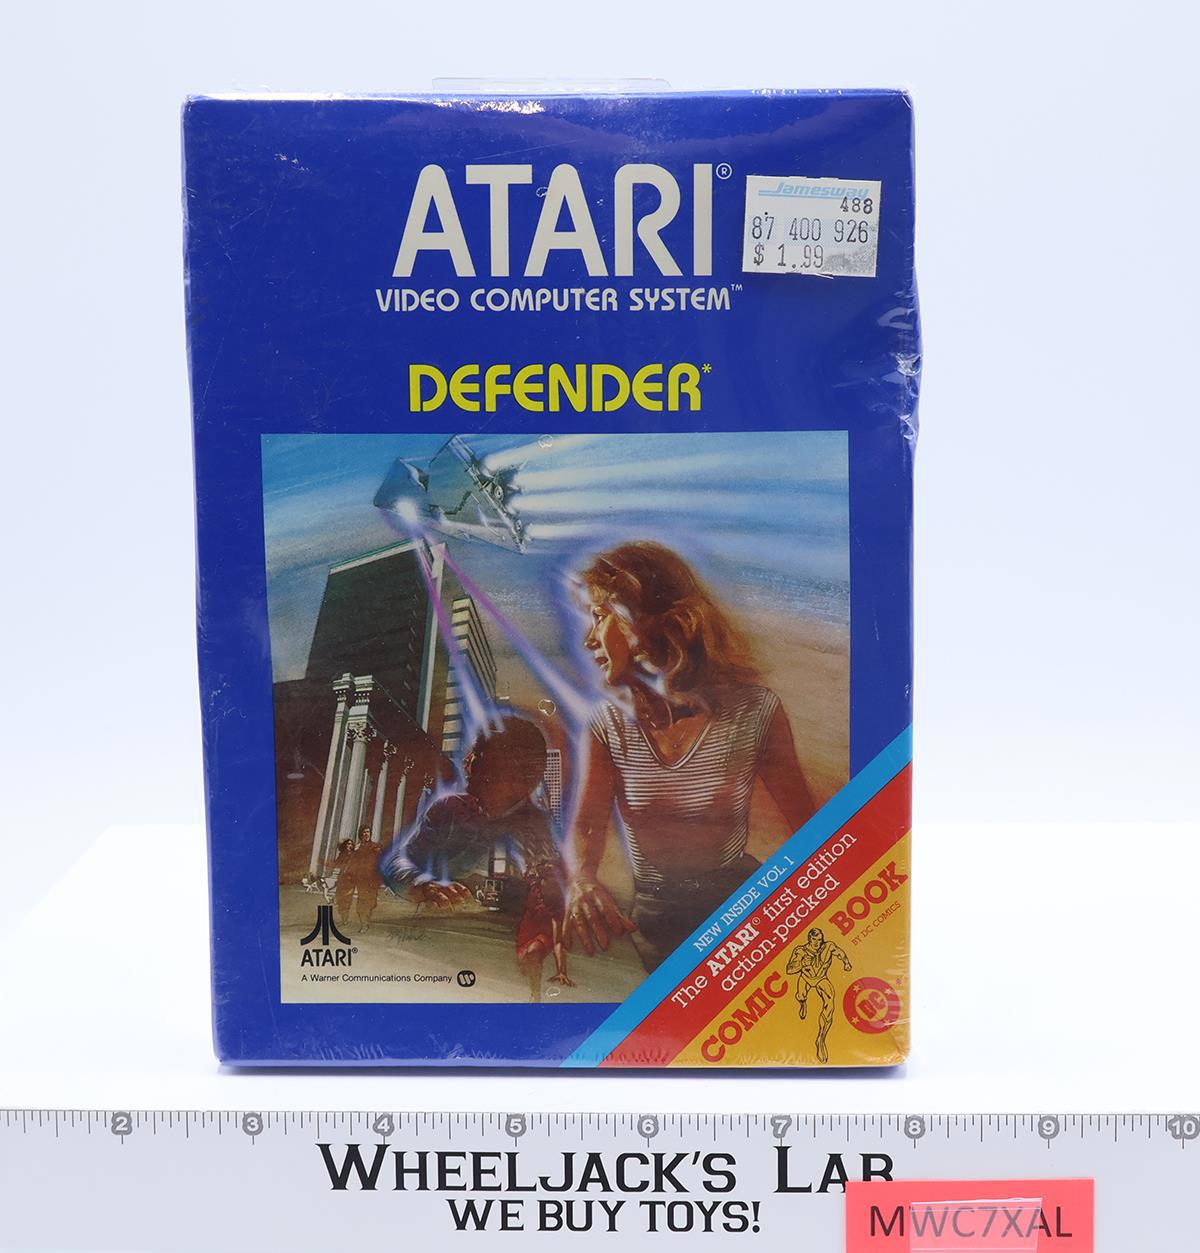 ATARI®
VIDEO COMPUTER SYSTEM™
Jamesway
488
87 400 926
$ 1.99
DEFENDER*
NEW INSIDE VOL. 1
The ATARI® first edition
action-packed
COMIC BOOK
BY DC COMICS
DC
**
ATARI®
A Warner Communications Company
2 3 4 5 6 7 8 9 10
WHEELJACK'S LAB
WE BUY TOYS!
MWC7XAL